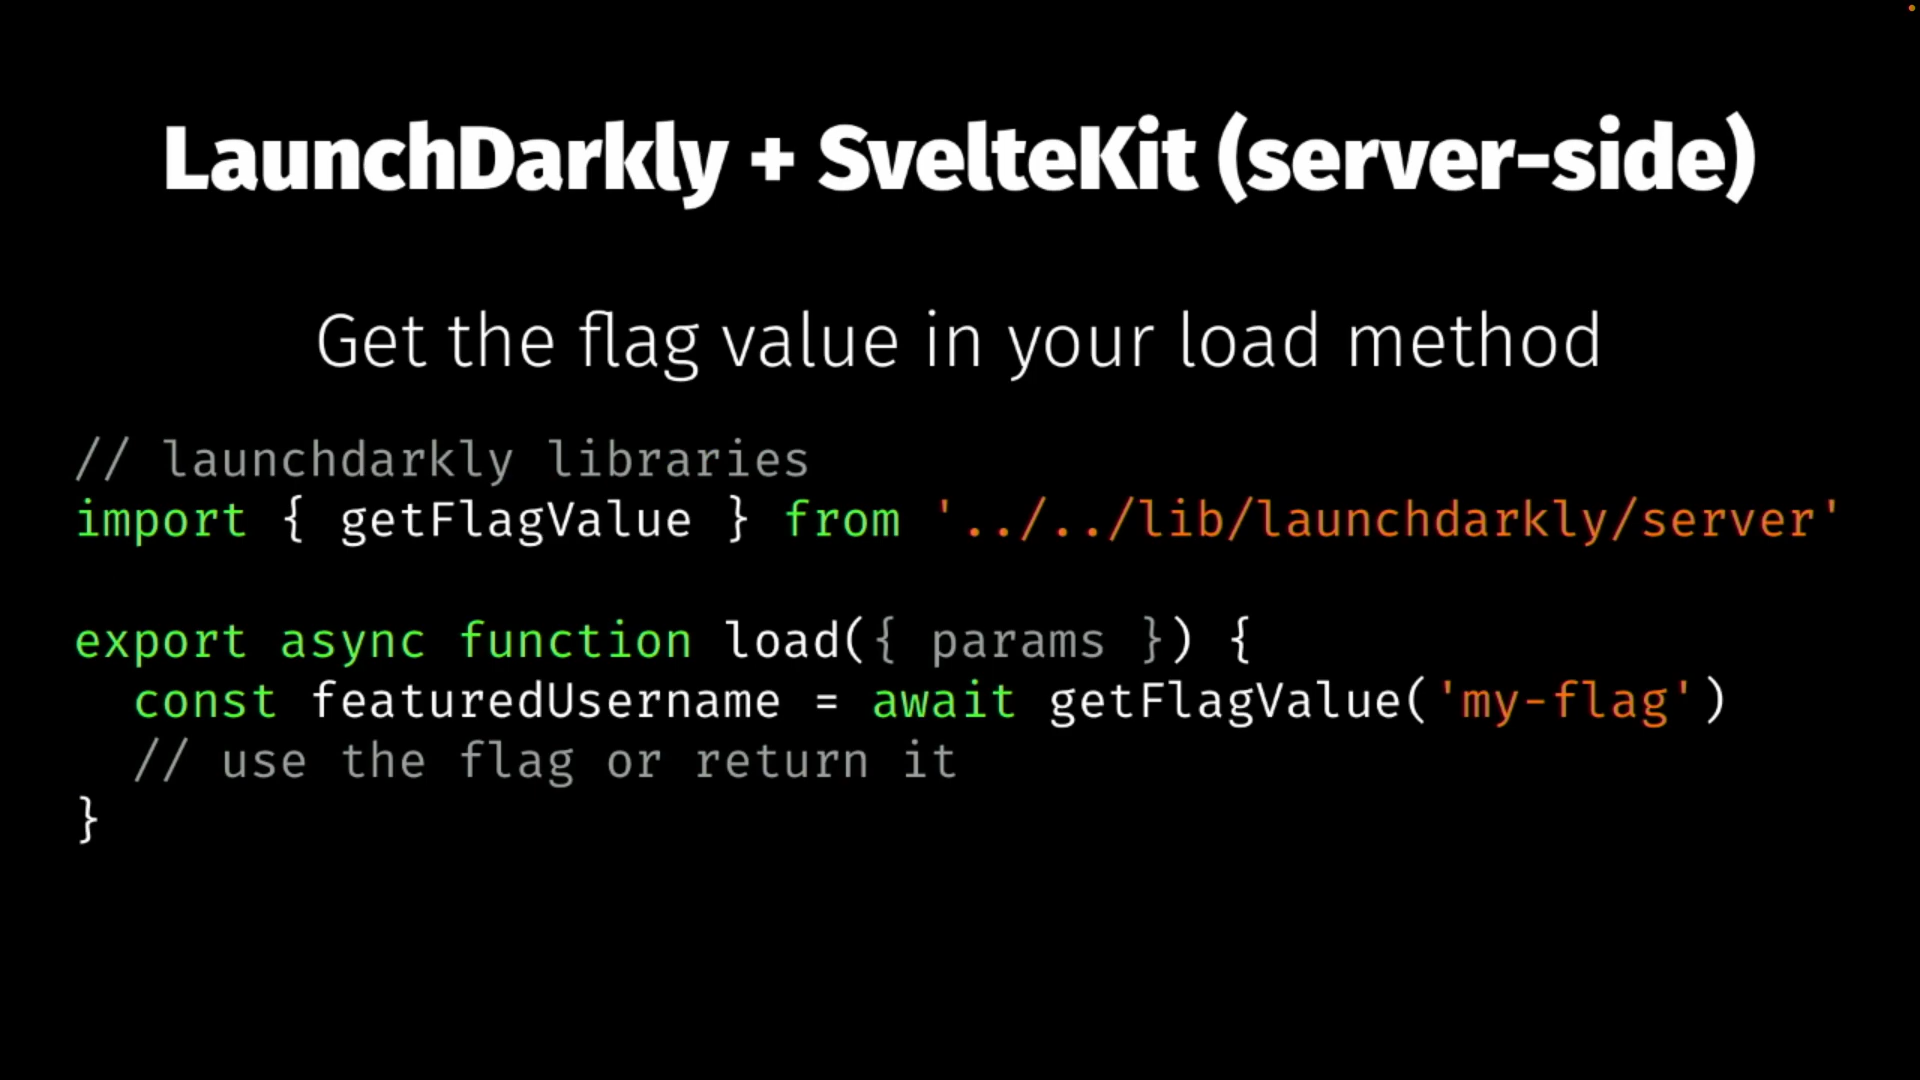 LaunchDarkly + SvelteKit (server-side)
Get the flag value in your load method
// launchdarkly libraries
import { getFlagValue } from '../../lib/launchdarkly/server'
export async function load({ params }) {
const featuredUsername = await getFlagValue('my-flag')
// use the flag or return it
}